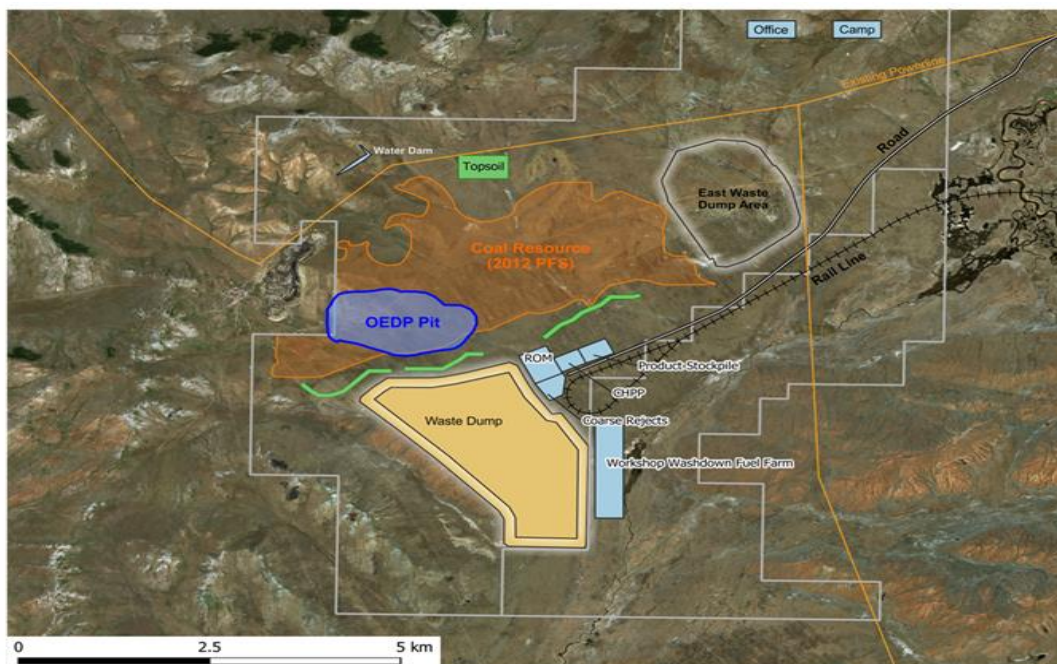 Office
Camp
Existing Powerline
Road
Water Dam
Topsoil
East Waste
Dump Area
Coal Resource
(2012 PFS)
Rail Line
OEDP Pit
ROM
Product Stockpile
CHPP
Waste Dump
Coarse Rejects
Workshop Washdown Fuel Farm
0
2.5
5 km